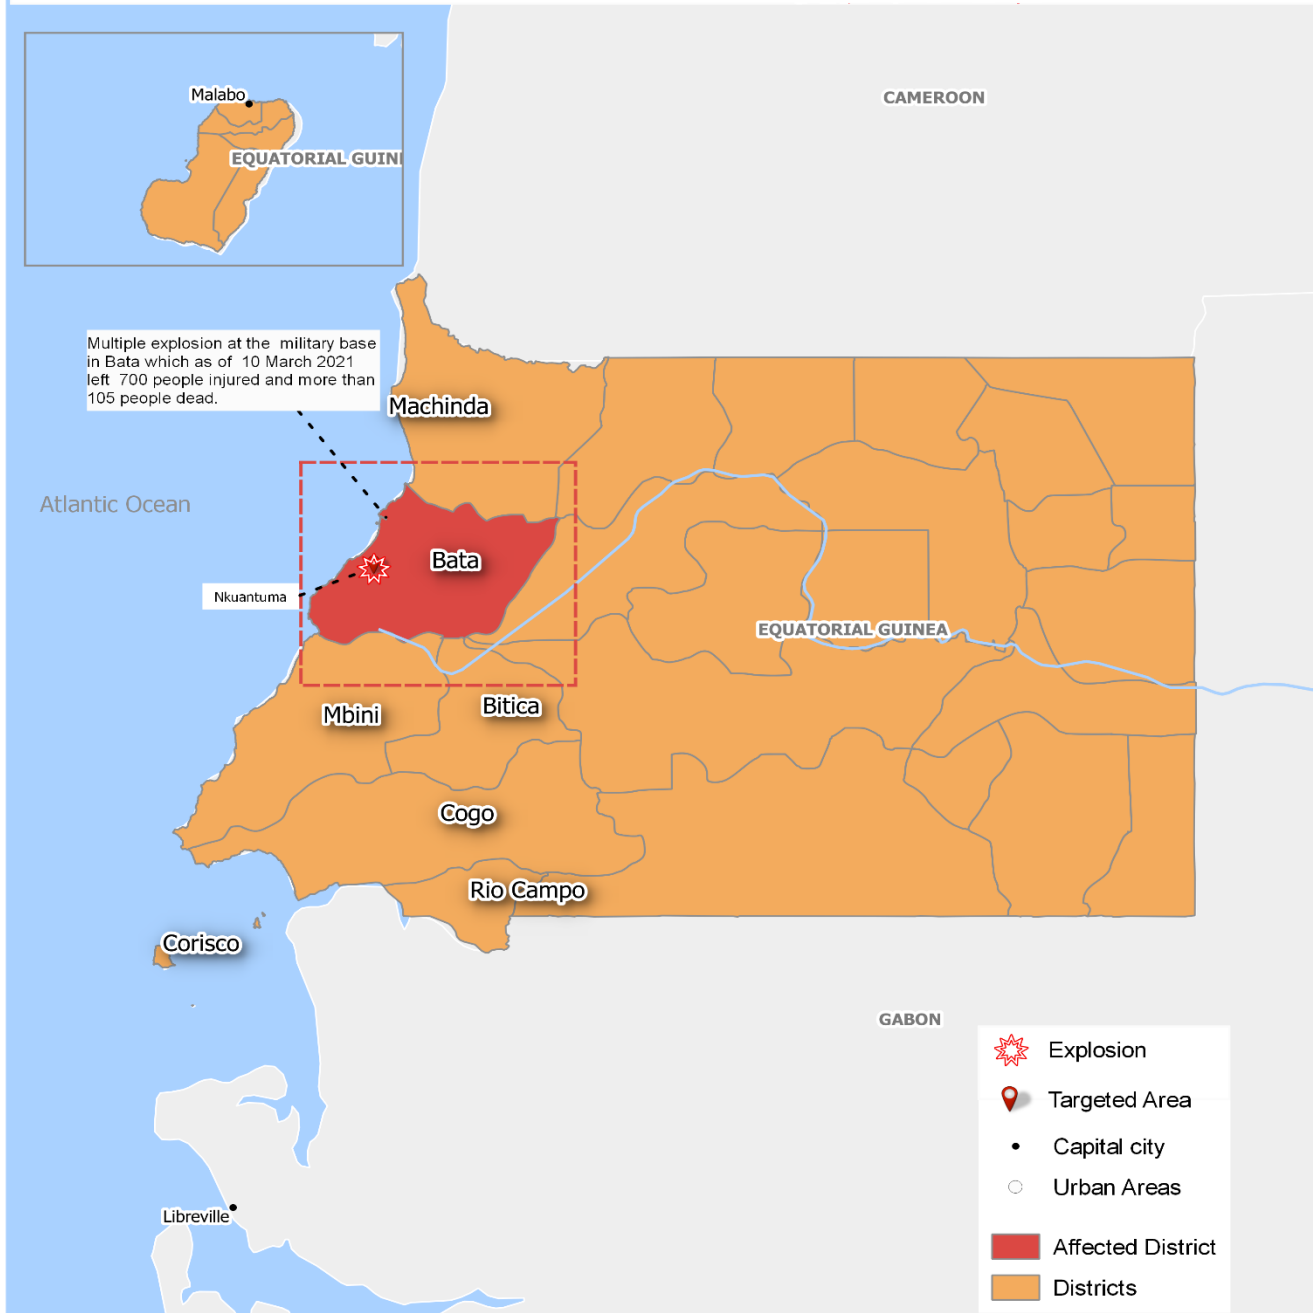 CAMEROON
Malabo
EQUATORIAL GUIN
Multiple explosion at the military base
in Bata which as of 10 March 2021
left 700 people injured and more than
105 people dead.
Machinda
Atlantic Ocean
Bata
Nkuantuma
EQUATORIAL GUINEA
Mbini
Bitica
Cogo
Rio Campo
Corisco
GABON
Libreville
Explosion
Targeted Area
Capital city
Urban Areas
Affected District
Districts